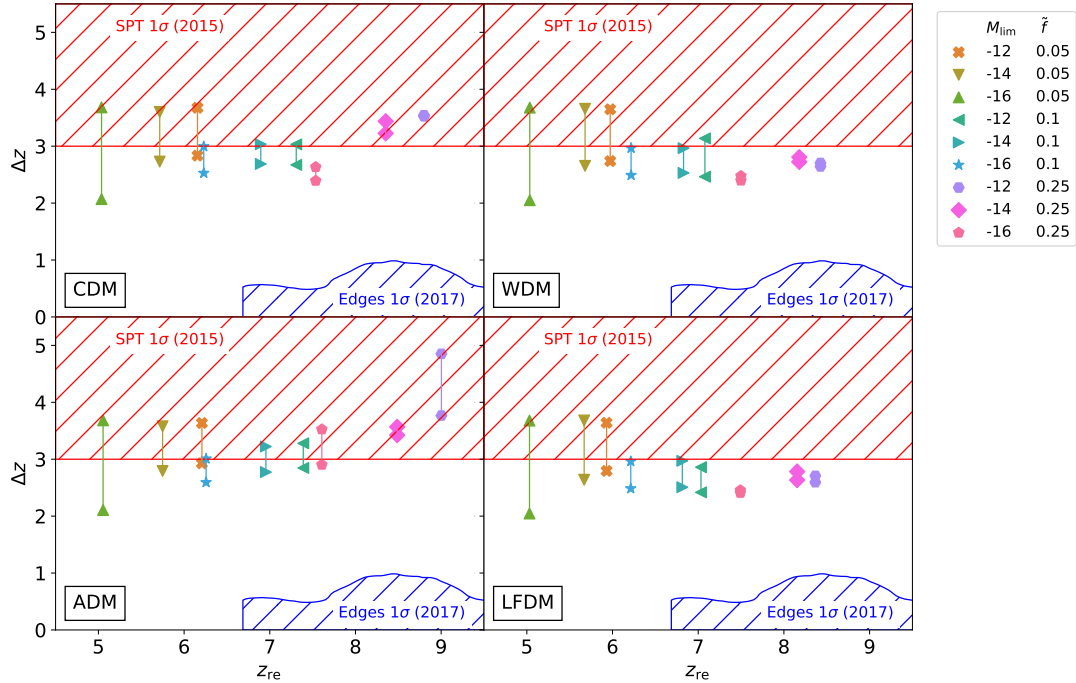 SPT 1σ (2015)
Edges 1σ (2017)
CDM
Δz
5
4
3
2
1
0
SPT 1σ (2015)
Edges 1σ (2017)
WDM
M_lim f̃
-12 0.05
-14 0.05
-16 0.05
-12 0.1
-14 0.1
-16 0.1
-12 0.25
-14 0.25
-16 0.25
SPT 1σ (2015)
Edges 1σ (2017)
ADM
Δz
5
4
3
2
1
0
5 6 7 8 9
z_re
SPT 1σ (2015)
Edges 1σ (2017)
LFDM
5 6 7 8 9
z_re